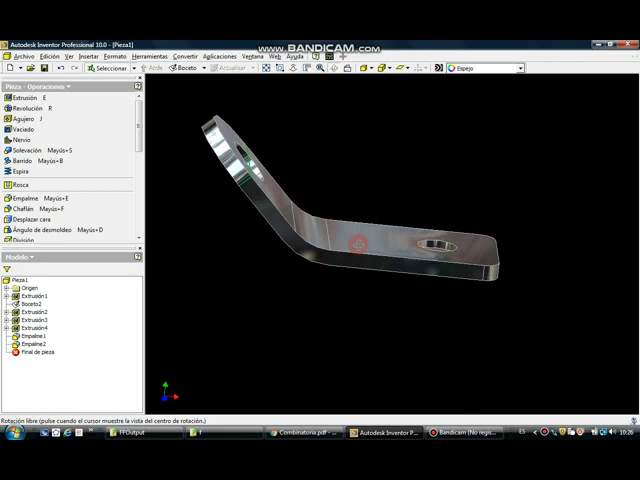 www.BANDICAM.com
Autodesk Inventor Professional 10.0 - [Pieza1]
Archivo Edición Ver Insertar Formato Herramientas Convertir Aplicaciones Ventana Web Ayuda
Seleccionar Atrás Boceto Actualizar Espejo
Pieza - Operaciones
Extrusión E
Revolución R
Agujero J
Vaciado
Nervio
Solevación Mayús+S
Barrido Mayús+B
Espira
Rosca
Empalme Mayús+E
Chaflán Mayús+F
Desplazar cara
Ángulo de desmoldeo Mayús+D
División
Modelo
Pieza1
Origen
Extrusión1
Boceto2
Extrusión2
Extrusión3
Extrusión4
Empalme1
Empalme2
Final de pieza
Rotación libre (pulse cuando el cursor muestre la vista del centro de rotación.)
FFOutput f Combinatoria.pdf - ... Autodesk Inventor P... Bandicam (No regis... ES 10:26